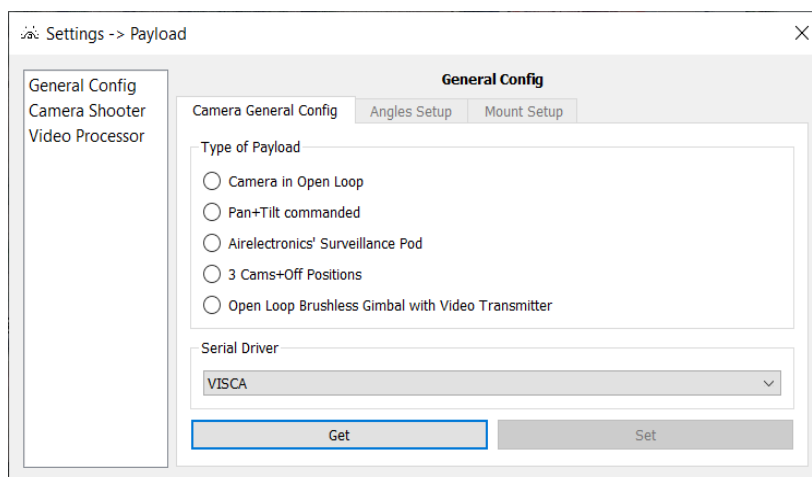 Settings -> Payload
General Config
Camera Shooter
Video Processor
General Config
Camera General Config
Angles Setup
Mount Setup
Type of Payload
Camera in Open Loop
Pan+Tilt commanded
Airelectronics' Surveillance Pod
3 Cams+Off Positions
Open Loop Brushless Gimbal with Video Transmitter
Serial Driver
VISCA
Get
Set